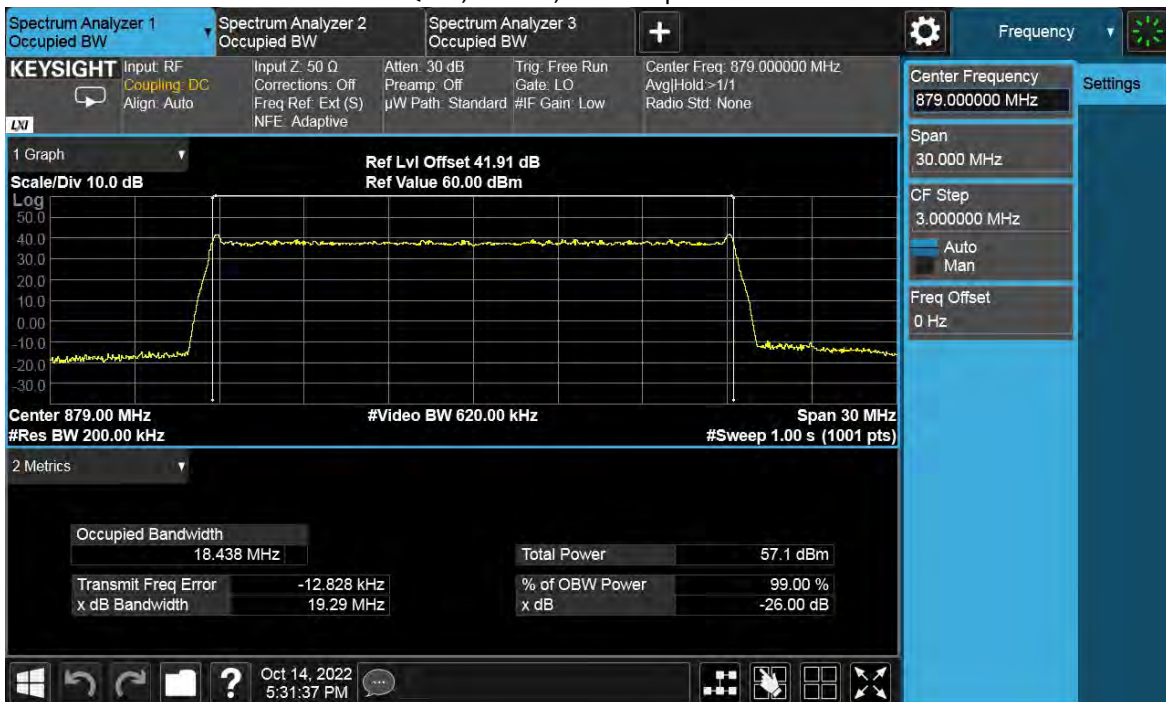 Spectrum Analyzer 1
Occupied BW
Spectrum Analyzer 2
Occupied BW
Spectrum Analyzer 3
Occupied BW
+
Frequency
KEYSIGHT
LXI
Input: RF
Coupling: DC
Align: Auto
Input Z: 50 Ω
Corrections: Off
Freq Ref: Ext (S)
NFE: Adaptive
Atten: 30 dB
Preamp: Off
µW Path: Standard
Trig: Free Run
Gate: LO
#IF Gain: Low
Center Freq: 879.000000 MHz
Avg|Hold:>1/1
Radio Std: None
Center Frequency
879.000000 MHz
Settings
Span
30.000 MHz
CF Step
3.000000 MHz
Auto
Man
Freq Offset
0 Hz
1 Graph
Scale/Div 10.0 dB
Ref Lvl Offset 41.91 dB
Ref Value 60.00 dBm
Log
50.0
40.0
30.0
20.0
10.0
0.00
-10.0
-20.0
-30.0
Center 879.00 MHz
#Video BW 620.00 kHz
Span 30 MHz
#Res BW 200.00 kHz
#Sweep 1.00 s (1001 pts)
2 Metrics
Occupied Bandwidth
18.438 MHz
Total Power 57.1 dBm
Transmit Freq Error -12.828 kHz
% of OBW Power 99.00 %
x dB Bandwidth 19.29 MHz
x dB -26.00 dB
?
Oct 14, 2022
5:31:37 PM